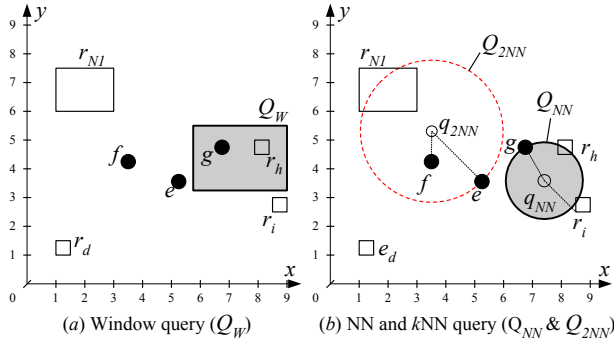 y
9
8
7
6
5
4
3
2
1
0
r_N1
Q_W
f
g
r_h
e
r_i
r_d
1 2 3 4 5 6 7 8 9
x
(a) Window query (Q_W)
y
9
8
7
6
5
4
3
2
1
0
r_N1
Q_2NN
Q_NN
q_2NN
g
r_h
f
e
q_NN
r_i
e_d
1 2 3 4 5 6 7 8 9
x
(b) NN and kNN query (Q_NN & Q_2NN)